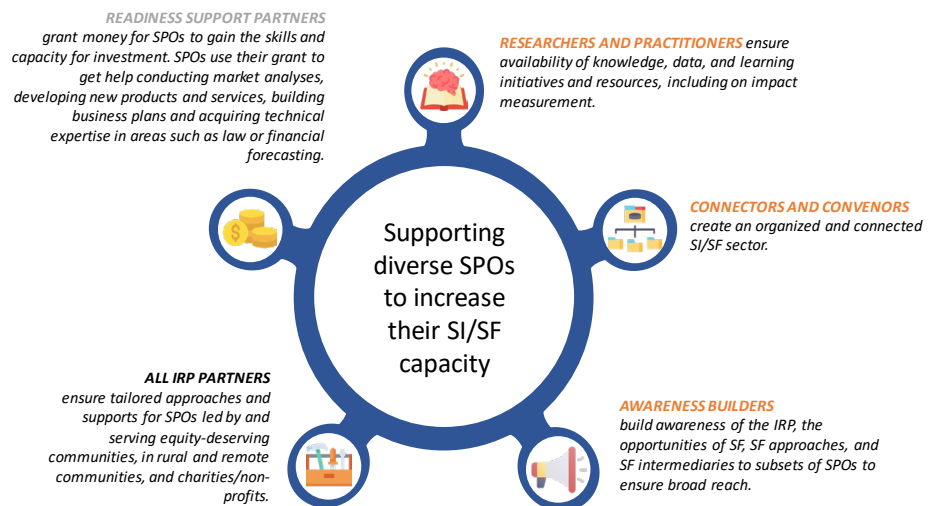 READINESS SUPPORT PARTNERS
grant money for SPOs to gain the skills and
capacity for investment. SPOs use their grant to
get help conducting market analyses,
developing new products and services, building
business plans and acquiring technical
expertise in areas such as law or financial
forecasting.
RESEARCHERS AND PRACTITIONERS ensure
availability of knowledge, data, and learning
initiatives and resources, including on impact
measurement.
$
CONNECTORS AND CONVENORS
create an organized and connected
SI/SF sector.
Supporting
diverse SPOs
to increase
their SI/SF
capacity
ALL IRP PARTNERS
ensure tailored approaches and
supports for SPOs led by and
serving equity-deserving
communities, in rural and remote
communities, and charities/non-
profits.
AWARENESS BUILDERS
build awareness of the IRP, the
opportunities of SF, SF approaches, and
SF intermediaries to subsets of SPOs to
ensure broad reach.